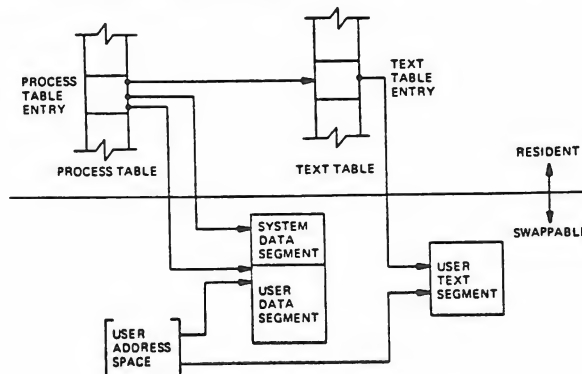 PROCESS
TABLE
ENTRY
TEXT
TABLE
ENTRY
PROCESS TABLE
TEXT TABLE
RESIDENT
SWAPPABLE
SYSTEM
DATA
SEGMENT
USER
DATA
SEGMENT
USER
TEXT
SEGMENT
USER
ADDRESS
SPACE